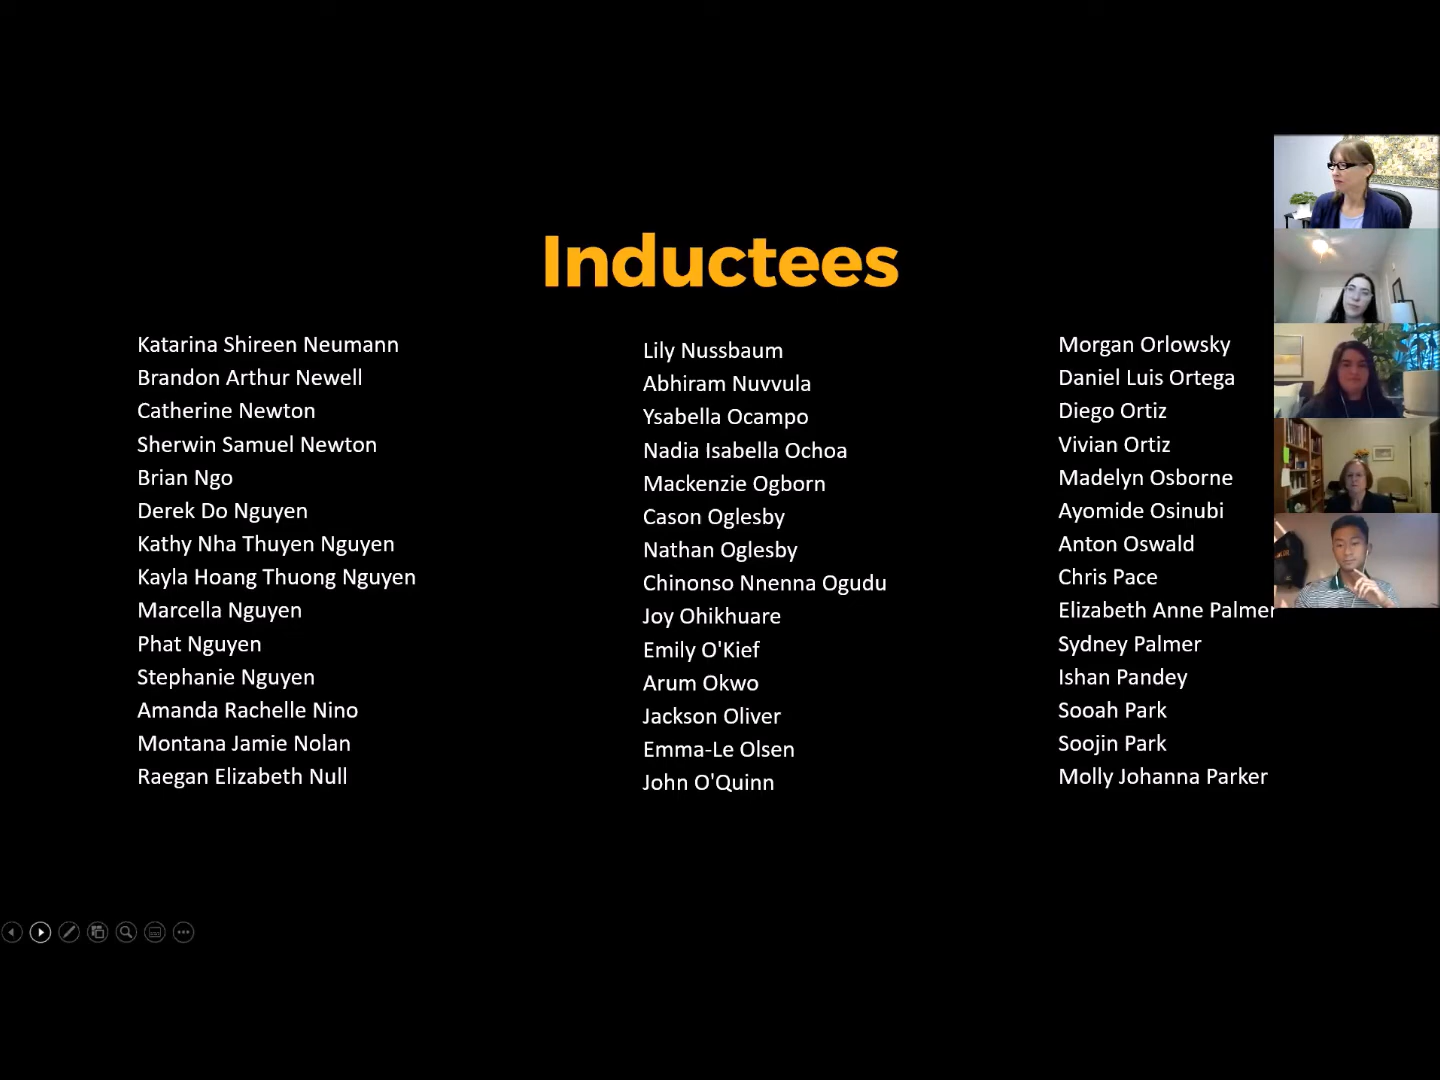 Inductees
Katarina Shireen Neumann
Brandon Arthur Newell
Catherine Newton
Sherwin Samuel Newton
Brian Ngo
Derek Do Nguyen
Kathy Nha Thuyen Nguyen
Kayla Hoang Thuong Nguyen
Marcella Nguyen
Phat Nguyen
Stephanie Nguyen
Amanda Rachelle Nino
Montana Jamie Nolan
Raegan Elizabeth Null
Lily Nussbaum
Abhiram Nuvvula
Ysabella Ocampo
Nadia Isabella Ochoa
Mackenzie Ogborn
Cason Oglesby
Nathan Oglesby
Chinonso Nnenna Ogudu
Joy Ohikhuare
Emily O'Kief
Arum Okwo
Jackson Oliver
Emma-Le Olsen
John O'Quinn
Morgan Orlowsky
Daniel Luis Ortega
Diego Ortiz
Vivian Ortiz
Madelyn Osborne
Ayomide Osinubi
Anton Oswald
Chris Pace
Elizabeth Anne Palmer
Sydney Palmer
Ishan Pandey
Sooah Park
Soojin Park
Molly Johanna Parker